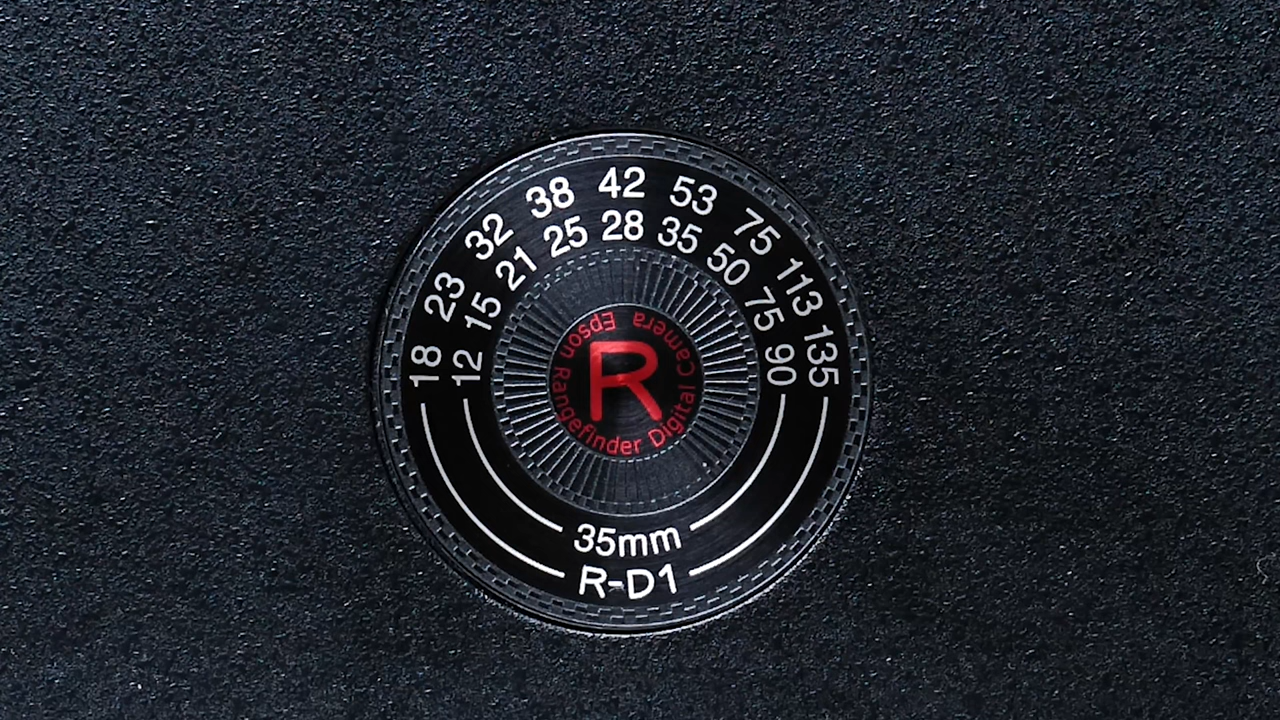 18 23 32 38 42 53 75 113 135
12 15 21 25 28 35 50 75 90
Epson Rangefinder Digital Camera
R
35mm
R-D1